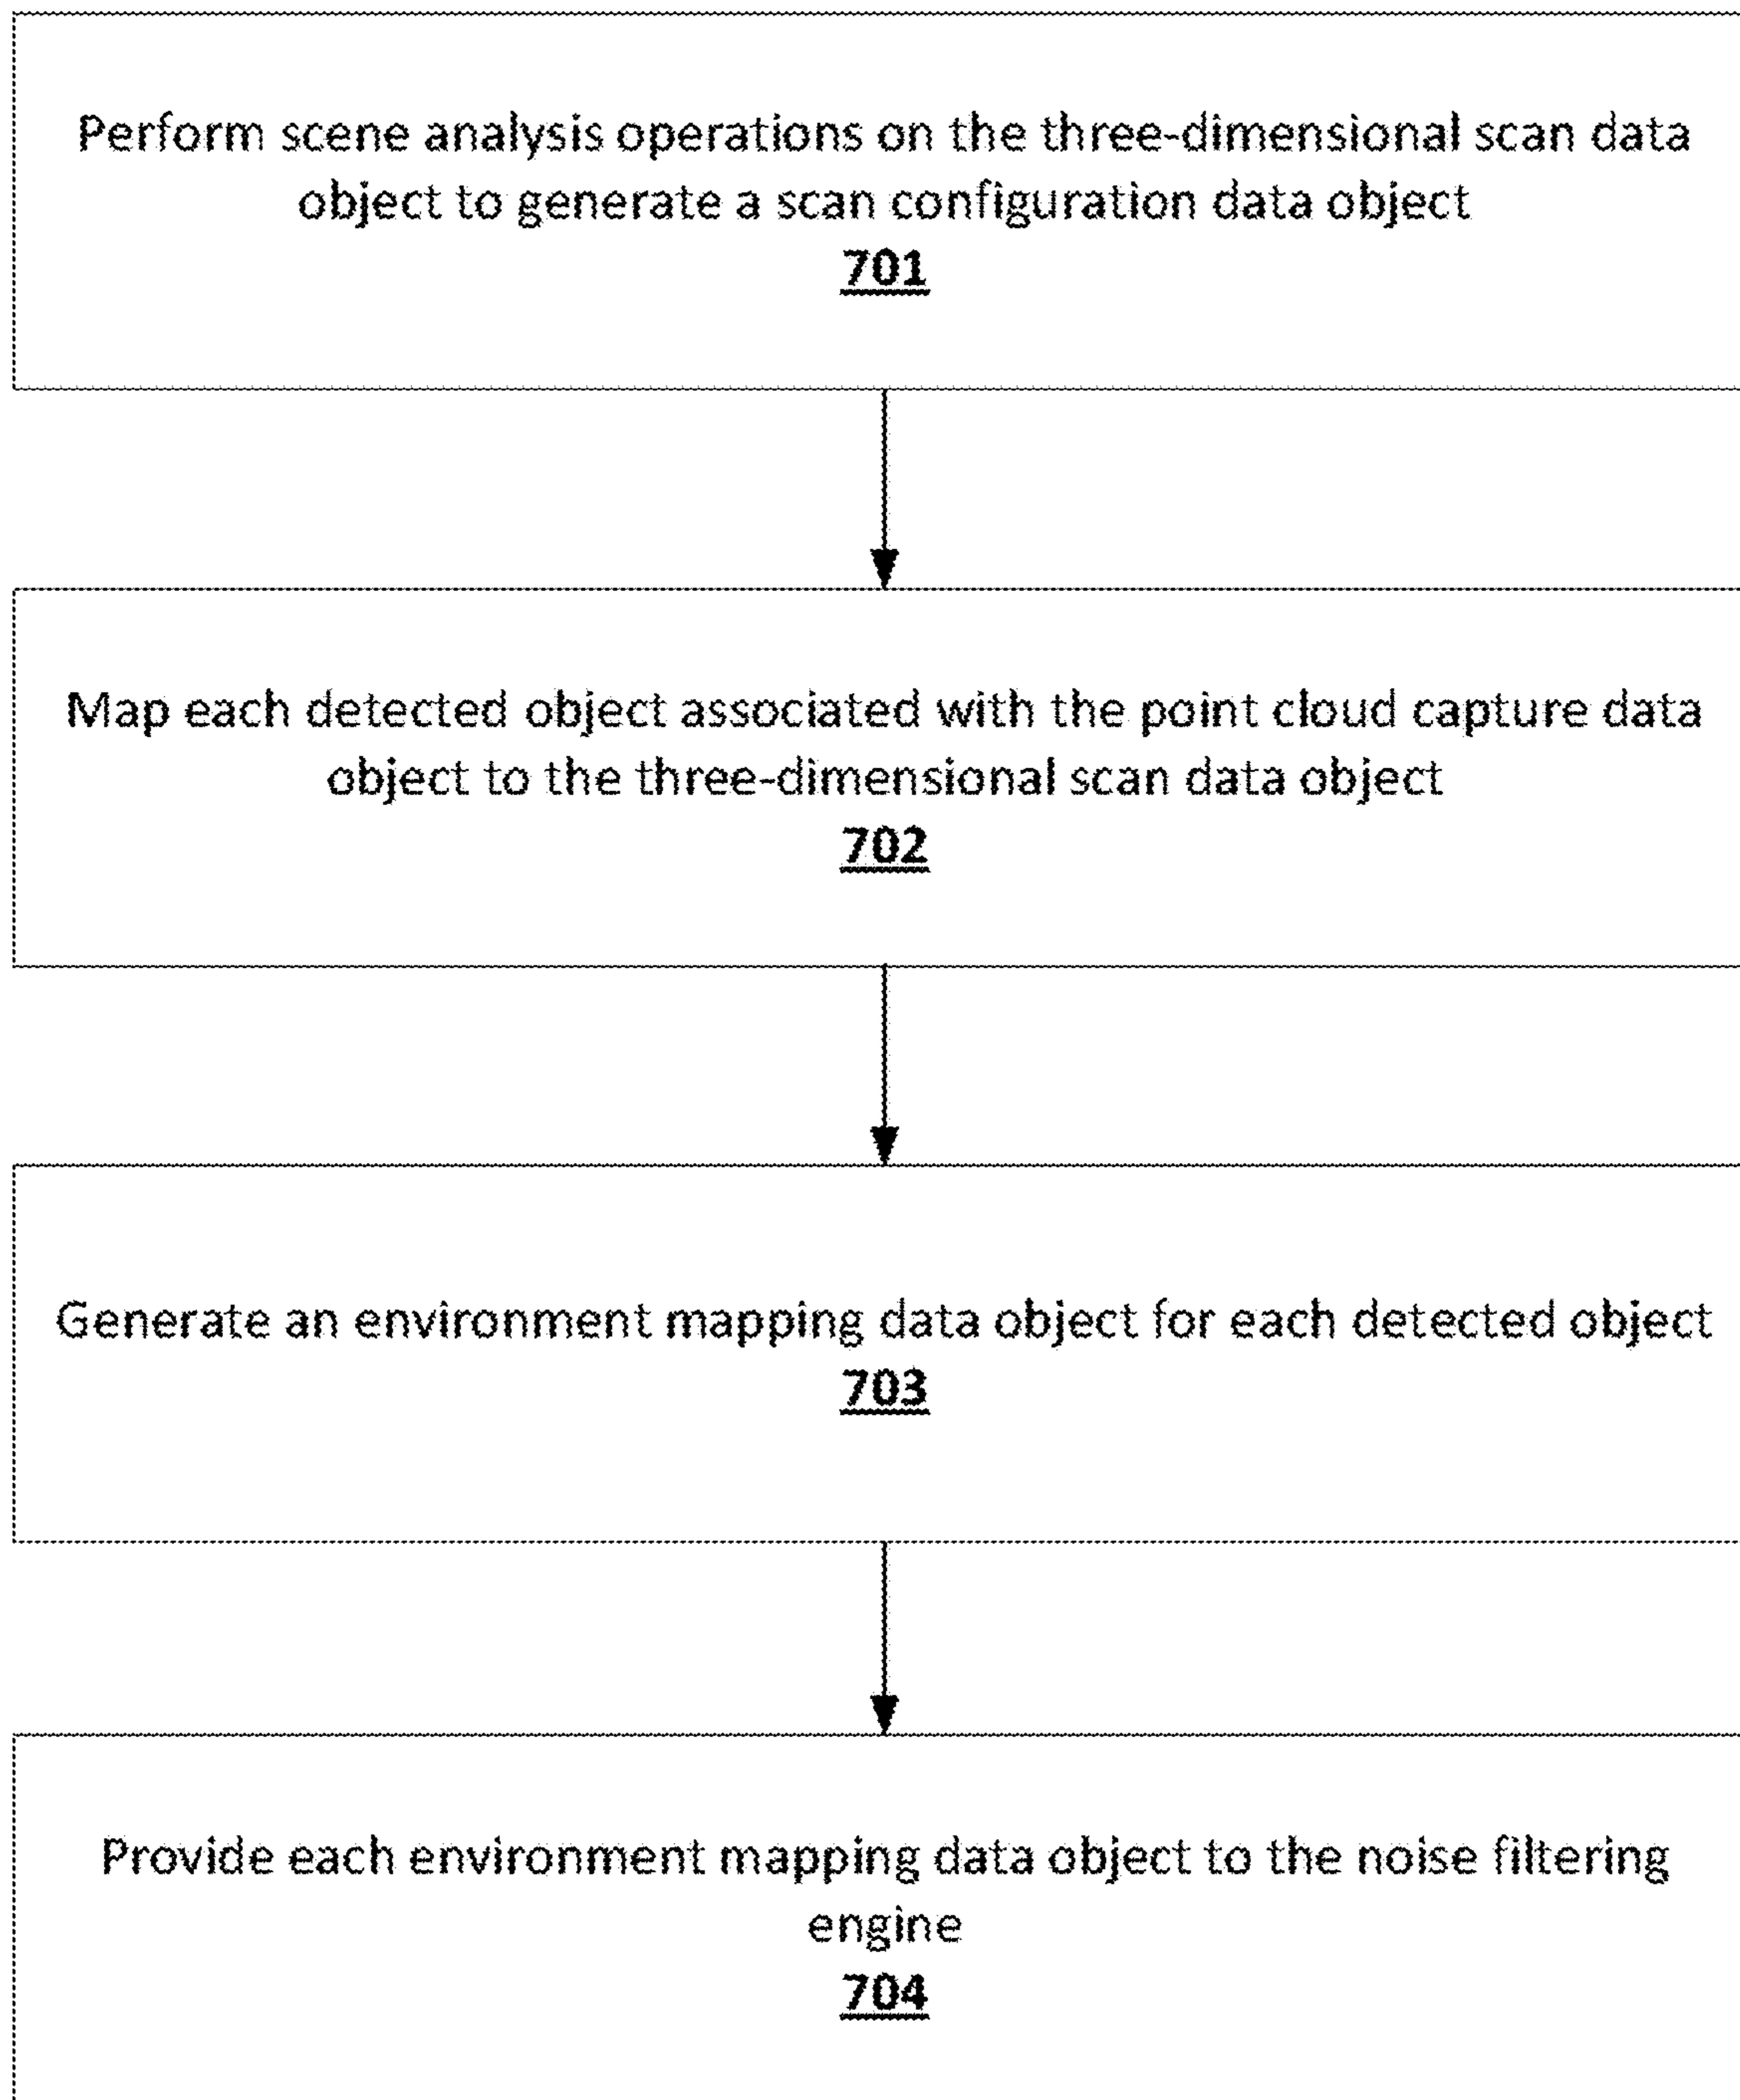 Perform scene analysis operations on the three-dimensional scan data
object to generate a scan configuration data object
701
Map each detected object associated with the point cloud capture data
object to the three-dimensional scan data object
702
Generate an environment mapping data object for each detected object
703
Provide each environment mapping data object to the noise filtering
engine
704